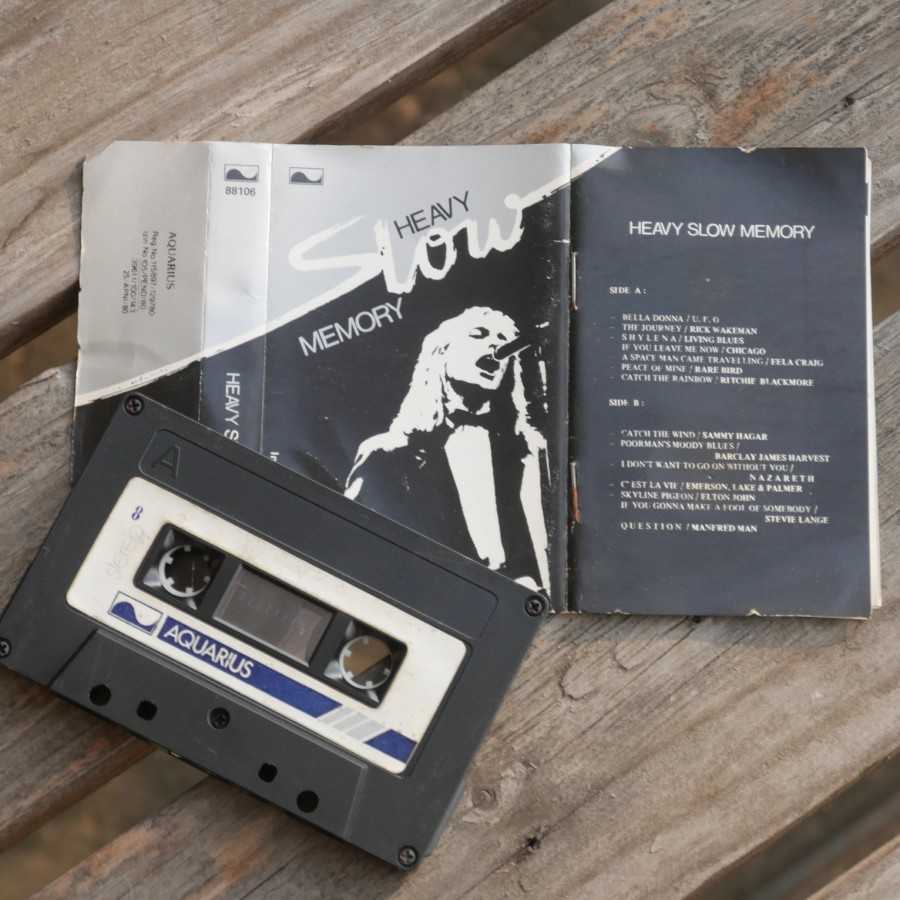 AQUARIUS
88106
HEAVY
Slow
MEMORY
HEAVY S
HEAVY SLOW MEMORY
SIDE A :
- BELLA DONNA / U. F. O
- THE JOURNEY / RICK WAKEMAN
- S H Y L E N A / LIVING BLUES
IF YOU LEAVE ME NOW / CHICAGO
A SPACE MAN CAME TRAVELLING / EELA CRAIG
PEACE OF MINE / RARE BIRD
- CATCH THE RAINBOW / RITCHIE BLACKMORE
SIDE B :
- CATCH THE WIND / SAMMY HAGAR
- POORMAN'S MOODY BLUES /
BARCLAY JAMES HARVEST
- I DON'T WANT TO GO ON WITHOUT YOU /
N A Z A R E T H
- C'EST LA VIE / EMERSON, LAKE & PALMER
- SKYLINE PIGEON / ELTON JOHN
- IF YOU GONNA MAKE A FOOL OF SOMEBODY /
STEVIE LANGE
Q U E S T I O N / MANFRED MAN
A
8
AQUARIUS